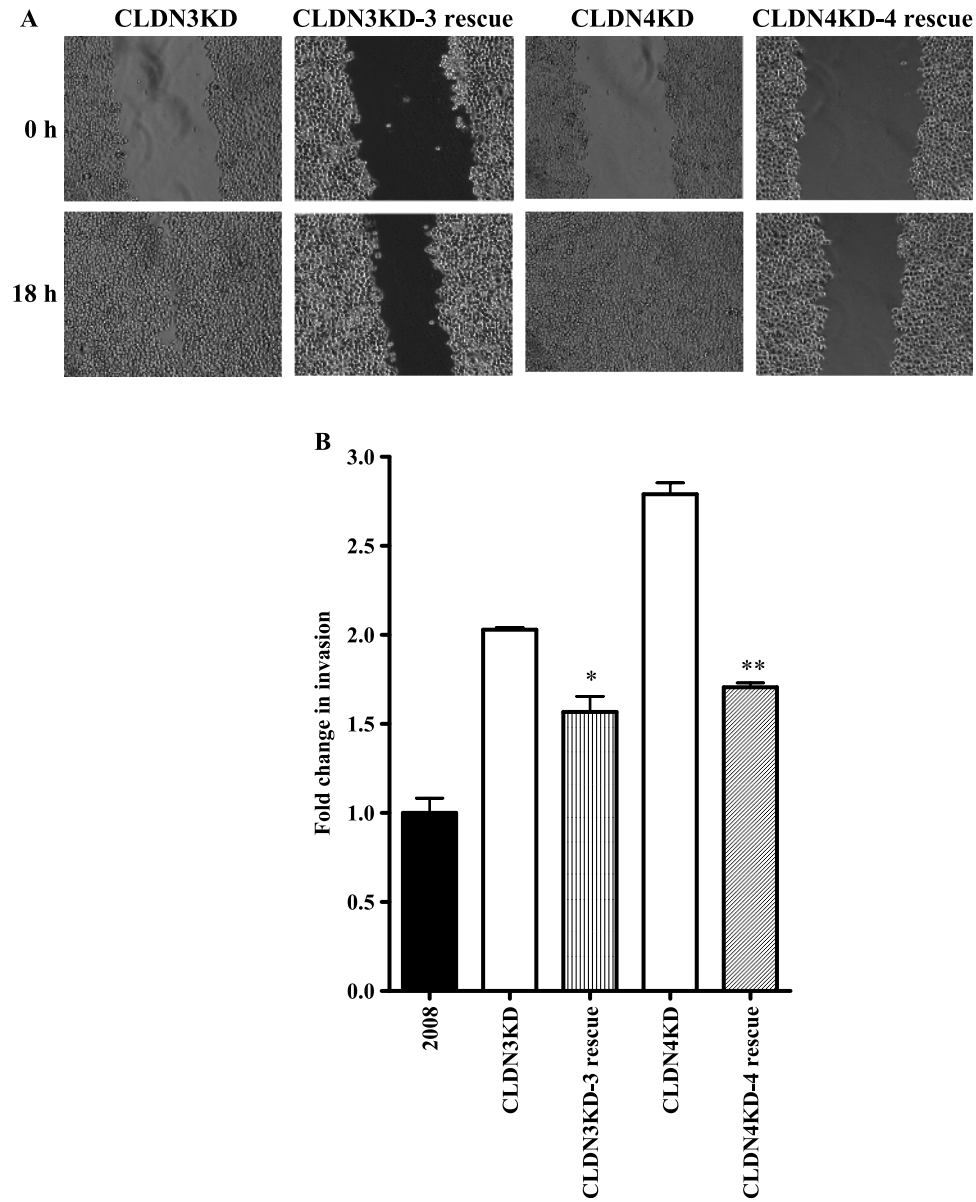 A
CLDN3KD
CLDN3KD-3 rescue
CLDN4KD
CLDN4KD-4 rescue
0 h
18 h
B
3.0
2.5
2.0
1.5
1.0
0.5
0.0
Fold change in invasion
*
**
2008
CLDN3KD
CLDN3KD-3 rescue
CLDN4KD
CLDN4KD-4 rescue